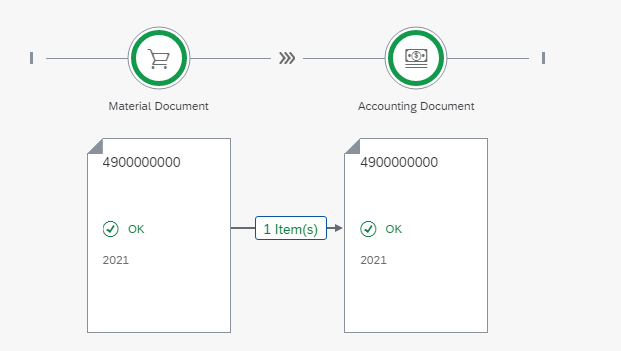 Material Document
Accounting Document
4900000000
OK
2021
1 Item(s)
4900000000
OK
2021